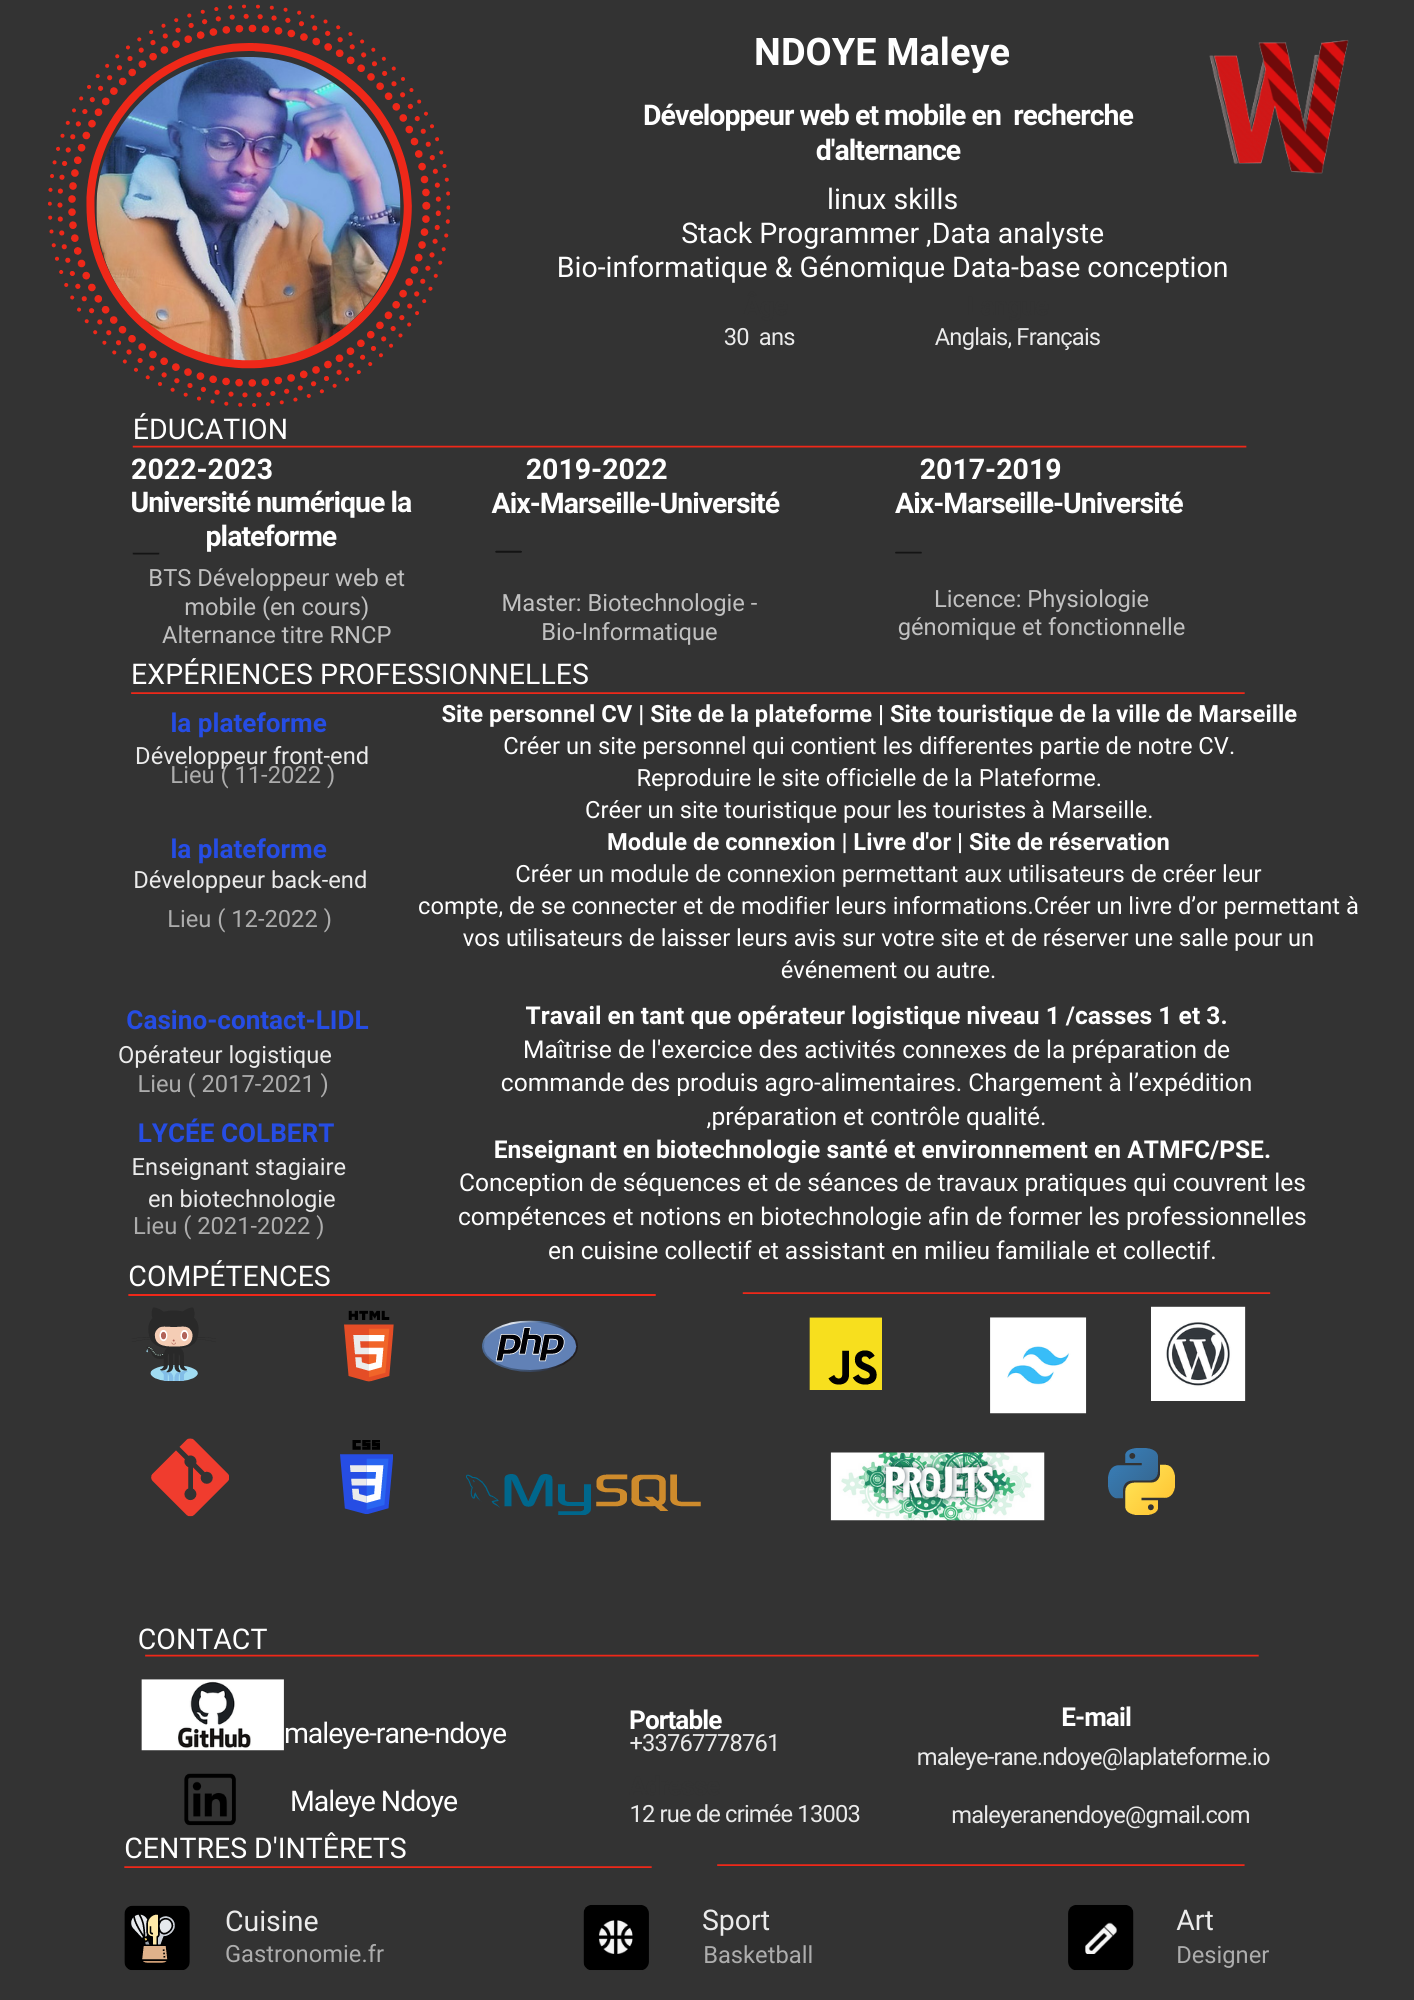 NDOYE Maleye
W
Développeur web et mobile en recherche
d'alternance
linux skills
Stack Programmer ,Data analyste
Bio-informatique & Génomique Data-base conception
30 ans
Anglais, Français
ÉDUCATION
2022-2023
Université numérique la
plateforme
BTS Développeur web et
mobile (en cours)
Alternance titre RNCP
2019-2022
Aix-Marseille-Université
Master: Biotechnologie -
Bio-Informatique
2017-2019
Aix-Marseille-Université
Licence: Physiologie
génomique et fonctionnelle
EXPÉRIENCES PROFESSIONNELLES
la plateforme
Développeur front-end
Lieu ( 11-2022 )
Site personnel CV | Site de la plateforme | Site touristique de la ville de Marseille
Créer un site personnel qui contient les differentes partie de notre CV.
Reproduire le site officielle de la Plateforme.
Créer un site touristique pour les touristes à Marseille.
la plateforme
Développeur back-end
Lieu ( 12-2022 )
Module de connexion | Livre d'or | Site de réservation
Créer un module de connexion permettant aux utilisateurs de créer leur
compte, de se connecter et de modifier leurs informations.Créer un livre d’or permettant à
vos utilisateurs de laisser leurs avis sur votre site et de réserver une salle pour un
événement ou autre.
Casino-contact-LIDL
Opérateur logistique
Lieu ( 2017-2021 )
Travail en tant que opérateur logistique niveau 1 /casses 1 et 3.
Maîtrise de l'exercice des activités connexes de la préparation de
commande des produis agro-alimentaires. Chargement à l’expédition
,préparation et contrôle qualité.
LYCÉE COLBERT
Enseignant stagiaire
en biotechnologie
Lieu ( 2021-2022 )
Enseignant en biotechnologie santé et environnement en ATMFC/PSE.
Conception de séquences et de séances de travaux pratiques qui couvrent les
compétences et notions en biotechnologie afin de former les professionnelles
en cuisine collectif et assistant en milieu familiale et collectif.
COMPÉTENCES
HTML
5
php
JS
W
CSS
3
MySQL
PROJETS
CONTACT
GitHub
maleye-rane-ndoye
in
Maleye Ndoye
Portable
+33767778761
12 rue de crimée 13003
E-mail
maleye-rane.ndoye@laplateforme.io
maleyeranendoye@gmail.com
CENTRES D'INTÊRETS
Cuisine
Gastronomie.fr
Sport
Basketball
Art
Designer